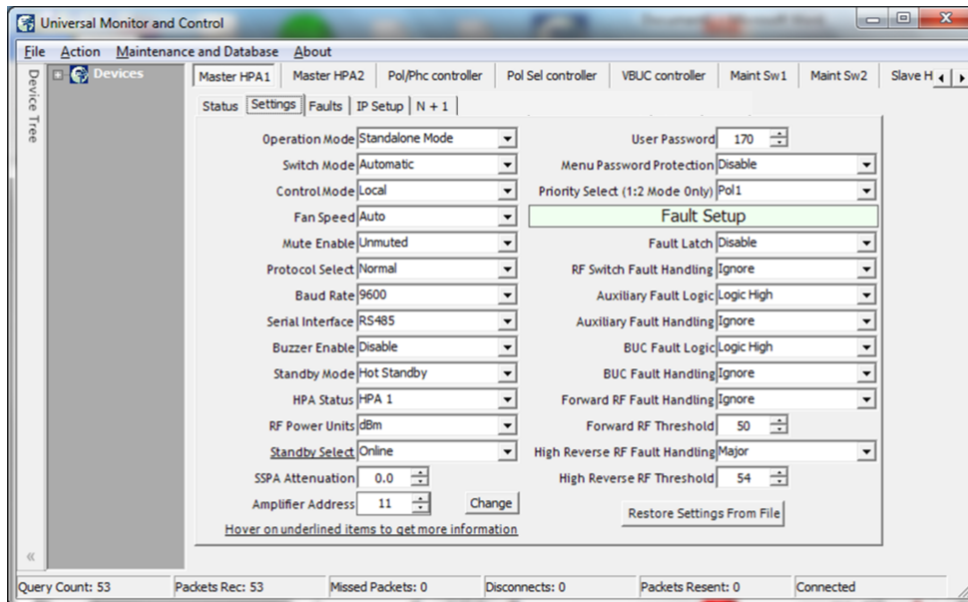 Universal Monitor and Control
File Action Maintenance and Database About
Device Tree
Devices
Master HPA1 Master HPA2 Pol/Phc controller Pol Sel controller VBUC controller Maint Sw1 Maint Sw2 Slave H
Status Settings Faults IP Setup N + 1
Operation Mode Standalone Mode
Switch Mode Automatic
Control Mode Local
Fan Speed Auto
Mute Enable Unmuted
Protocol Select Normal
Baud Rate 9600
Serial Interface RS485
Buzzer Enable Disable
Standby Mode Hot Standby
HPA Status HPA 1
RF Power Units dBm
Standby Select Online
SSPA Attenuation 0.0
Amplifier Address 11 Change
Hover on underlined items to get more information
User Password 170
Menu Password Protection Disable
Priority Select (1:2 Mode Only) Pol1
Fault Setup
Fault Latch Disable
RF Switch Fault Handling Ignore
Auxiliary Fault Logic Logic High
Auxiliary Fault Handling Ignore
BUC Fault Logic Logic High
BUC Fault Handling Ignore
Forward RF Fault Handling Ignore
Forward RF Threshold 50
High Reverse RF Fault Handling Major
High Reverse RF Threshold 54
Restore Settings From File
Query Count: 53 Packets Rec: 53 Missed Packets: 0 Disconnects: 0 Packets Resent: 0 Connected